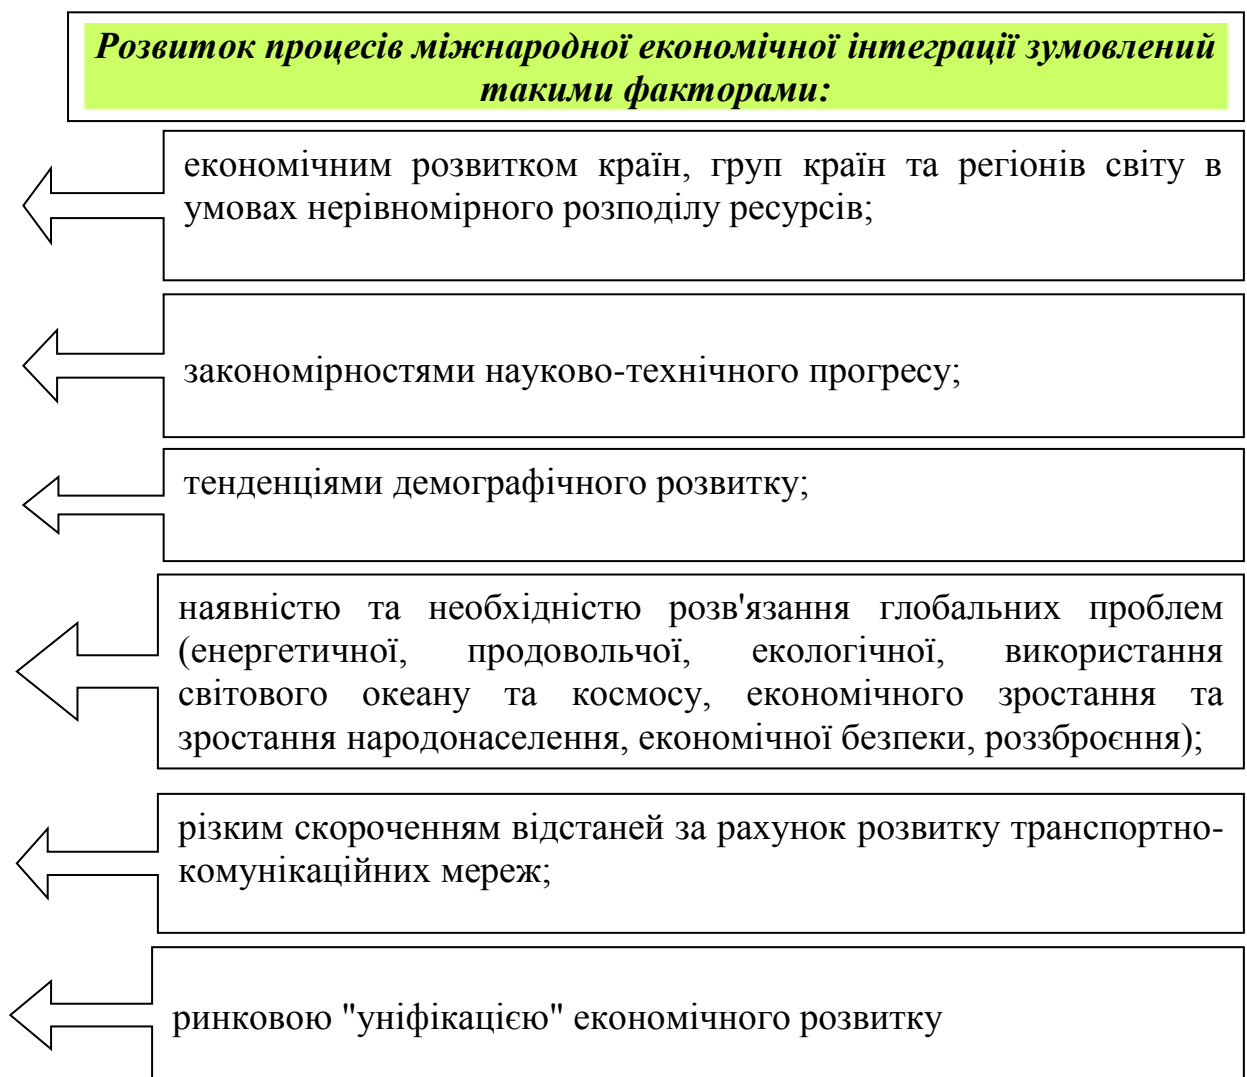 Розвиток процесів міжнародної економічної інтеграції зумовлений
такими факторами:
економічним розвитком країн, груп країн та регіонів світу в
умовах нерівномірного розподілу ресурсів;
закономірностями науково-технічного прогресу;
тенденціями демографічного розвитку;
наявністю та необхідністю розв'язання глобальних проблем
(енергетичної, продовольчої, екологічної, використання
світового океану та космосу, економічного зростання та
зростання народонаселення, економічної безпеки, роззброєння);
різким скороченням відстаней за рахунок розвитку транспортно-
комунікаційних мереж;
ринковою "уніфікацією" економічного розвитку